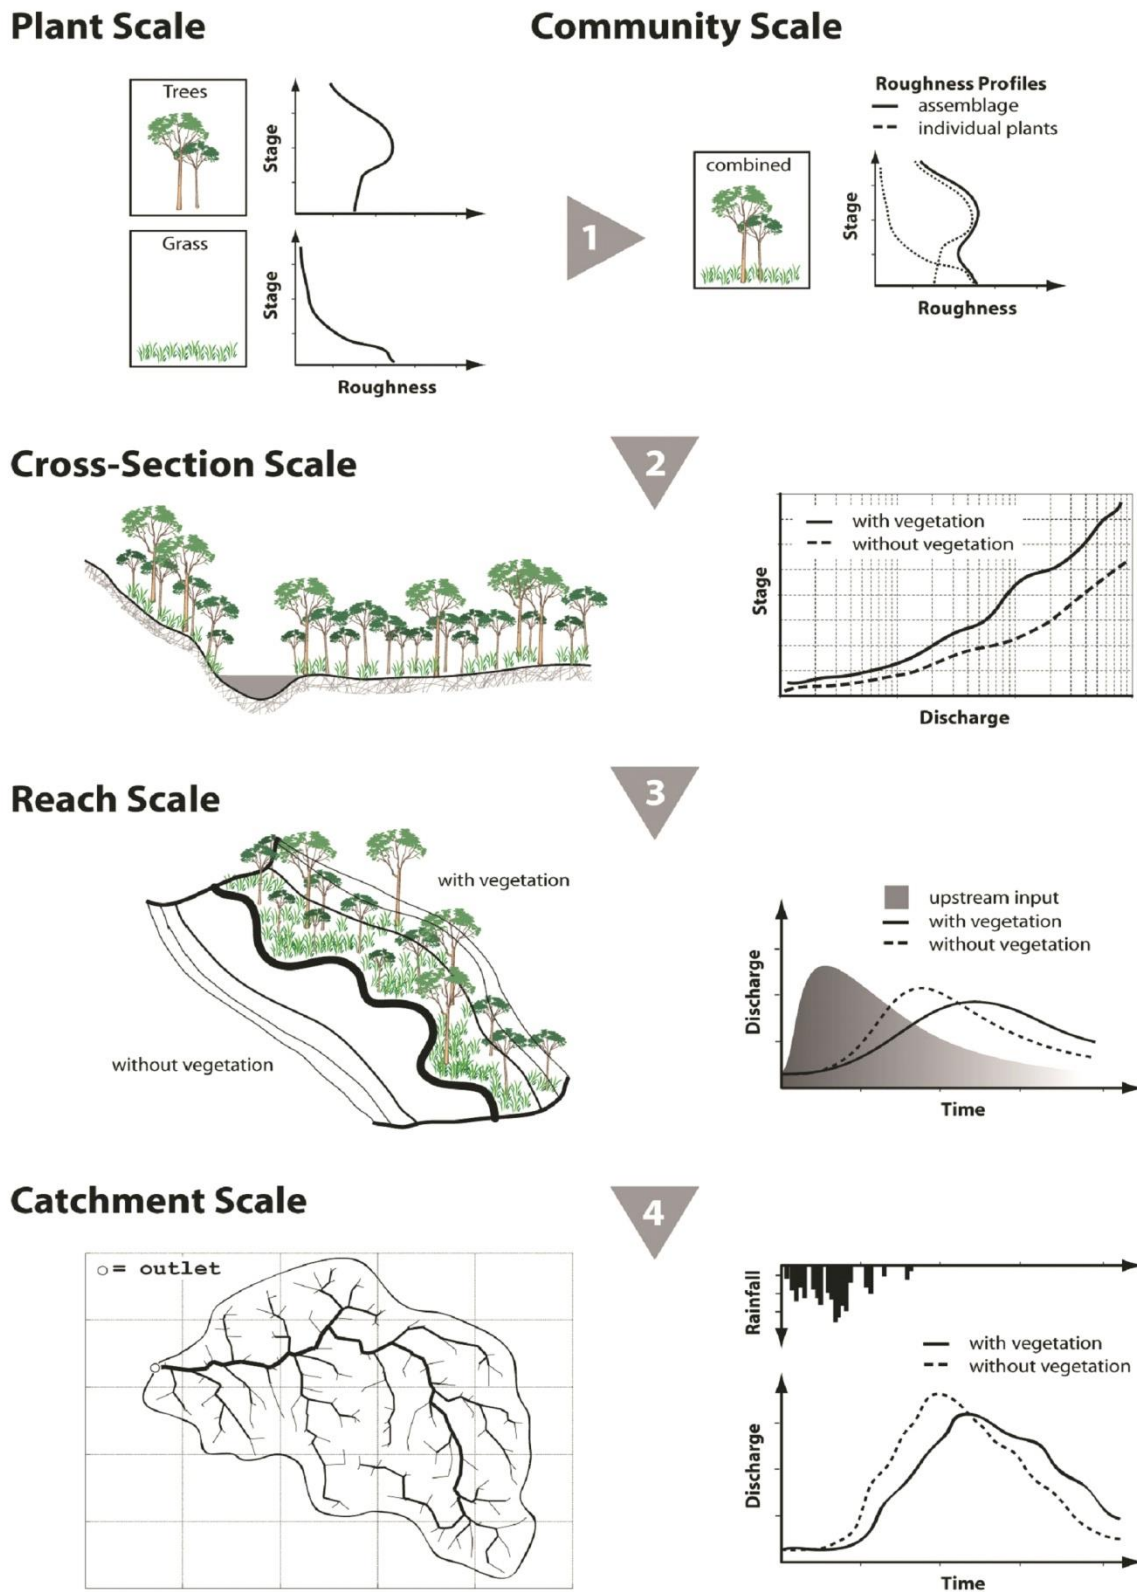 Plant Scale
Community Scale
Trees
Stage
Grass
Stage
Roughness
1
Roughness Profiles
assemblage
individual plants
combined
Stage
Roughness
Cross-Section Scale
2
with vegetation
without vegetation
Stage
Discharge
Reach Scale
3
with vegetation
without vegetation
upstream input
with vegetation
without vegetation
Discharge
Time
Catchment Scale
4
= outlet
Rainfall
with vegetation
without vegetation
Discharge
Time